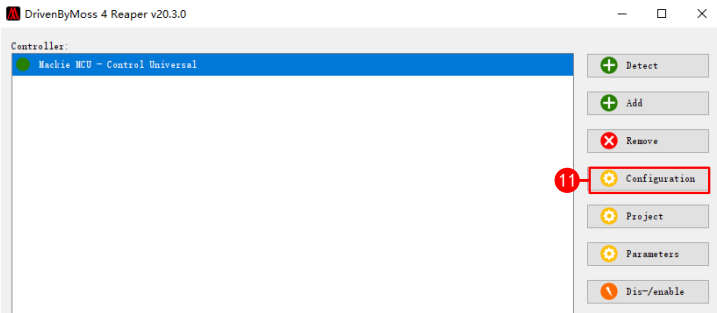 DrivenByMoss 4 Reaper v20.3.0
Controller:
Mackie MCU - Control Universal
Detect
Add
Remove
11
Configuration
Project
Parameters
Dis-/enable